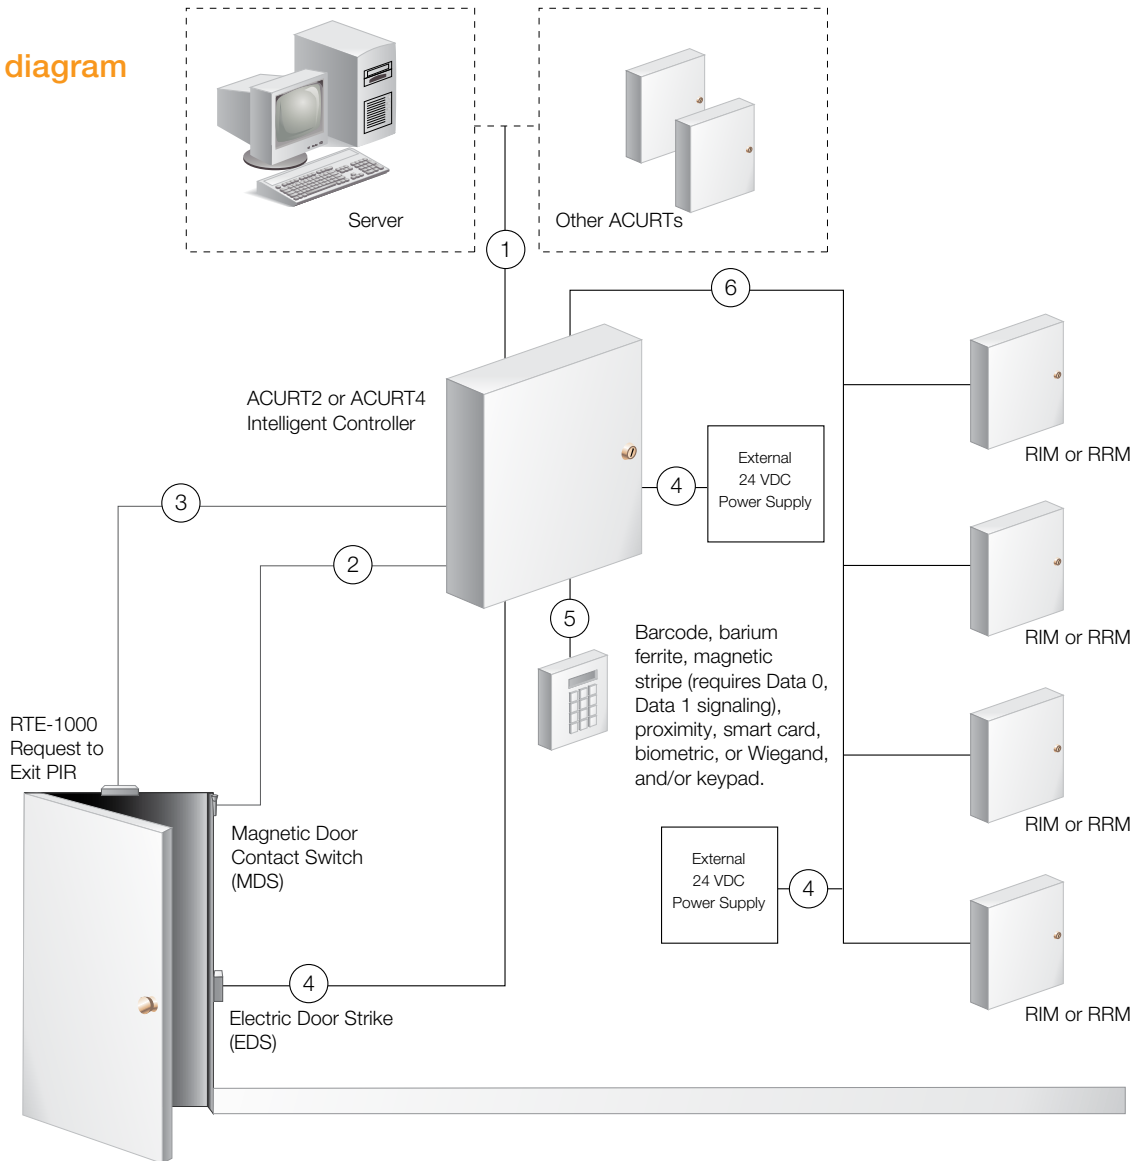 diagram
Server
Other ACURTs
1
6
ACURT2 or ACURT4
Intelligent Controller
RIM or RRM
External
24 VDC
Power Supply
4
3
2
5
Barcode, barium
ferrite, magnetic
stripe (requires Data 0,
Data 1 signaling),
proximity, smart card,
biometric, or Wiegand,
and/or keypad.
RIM or RRM
RTE-1000
Request to
Exit PIR
Magnetic Door
Contact Switch
(MDS)
RIM or RRM
External
24 VDC
Power Supply
4
4
Electric Door Strike
(EDS)
RIM or RRM